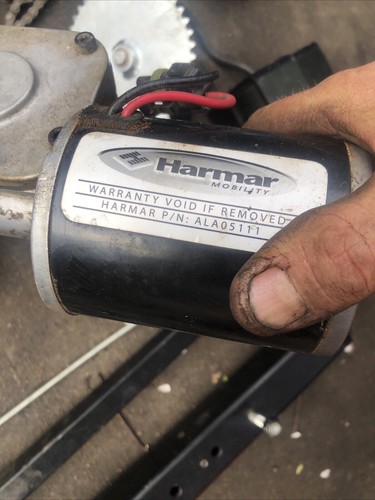 Harmar
MOBILITY
WARRANTY VOID IF REMOVED
HARMAR P/N: ALA05111